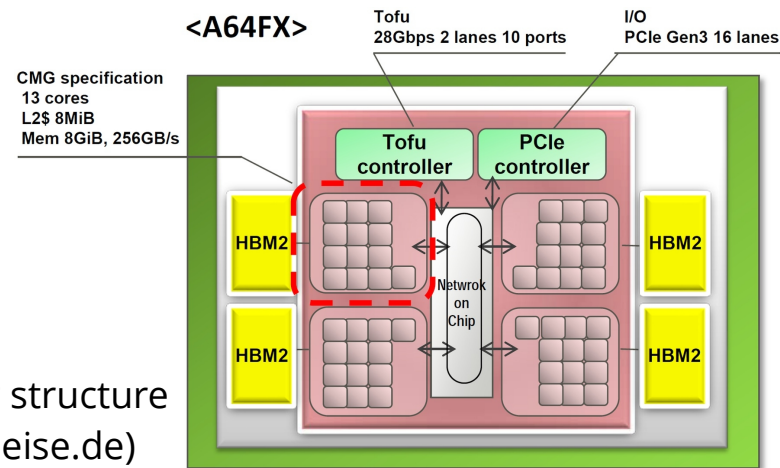 <A64FX>
Tofu
28Gbps 2 lanes 10 ports
I/O
PCIe Gen3 16 lanes
CMG specification
13 cores
L2$ 8MiB
Mem 8GiB, 256GB/s
Tofu
controller
PCIe
controller
HBM2
HBM2
Netwrok
on
Chip
HBM2
HBM2
structure
eise.de)